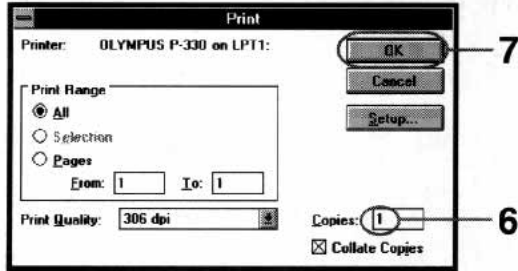 Print
Printer: OLYMPUS P-330 on LPT1:
OK
7
Cancel
Print Range
All
Setup...
Selection
Pages
From: 1 To: 1
Print Quality: 306 dpi
Copies: 1
6
Collate Copies